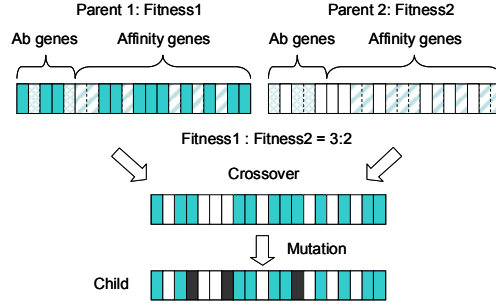 Parent 1: Fitness1
Parent 2: Fitness2
Ab genes
Affinity genes
Ab genes
Affinity genes
Fitness1 : Fitness2 = 3:2
Crossover
Mutation
Child